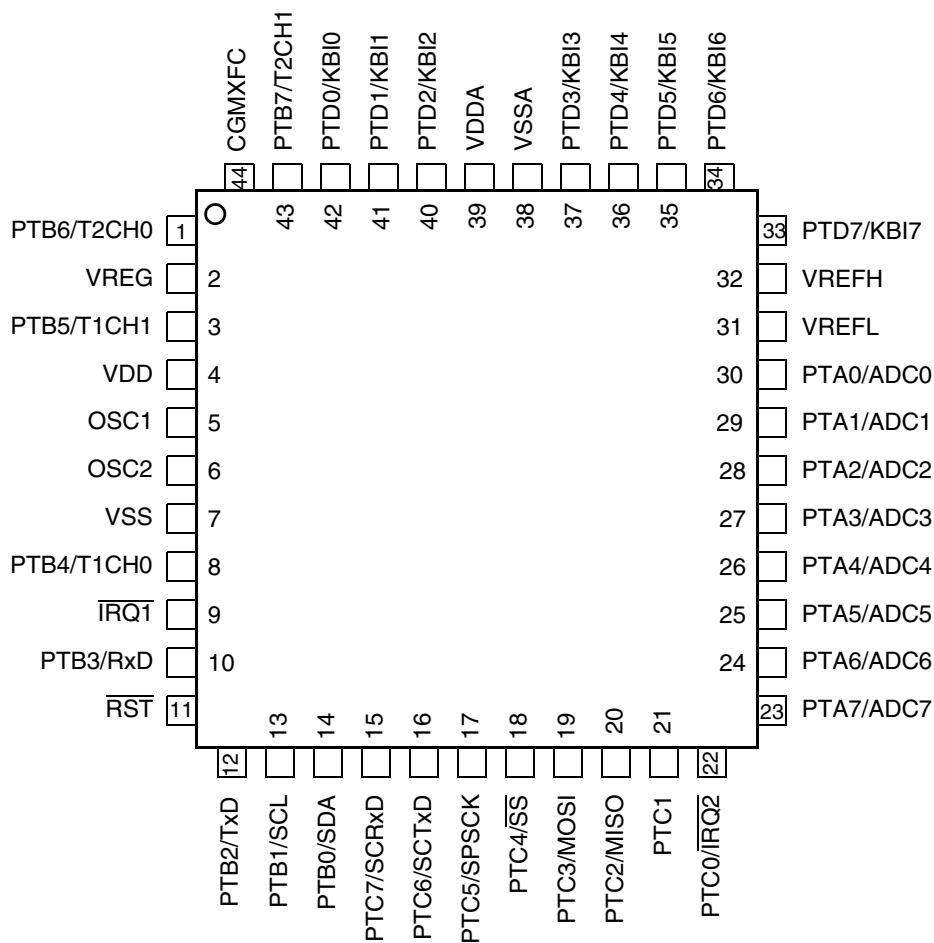 CGMXFC
PTB7/T2CH1
PTD0/KBI0
PTD1/KBI1
PTD2/KBI2
VDDA
VSSA
PTD3/KBI3
PTD4/KBI4
PTD5/KBI5
PTD6/KBI6
44
43
42
41
40
39
38
37
36
35
34
PTB6/T2CH0 1
VREG 2
PTB5/T1CH1 3
VDD 4
OSC1 5
OSC2 6
VSS 7
PTB4/T1CH0 8
IRQ1 9
PTB3/RxD 10
RST 11
33 PTD7/KBI7
32 VREFH
31 VREFL
30 PTA0/ADC0
29 PTA1/ADC1
28 PTA2/ADC2
27 PTA3/ADC3
26 PTA4/ADC4
25 PTA5/ADC5
24 PTA6/ADC6
23 PTA7/ADC7
12
13
14
15
16
17
18
19
20
21
22
PTB2/TxD
PTB1/SCL
PTB0/SDA
PTC7/SCRxD
PTC6/SCTxD
PTC5/SPSCK
PTC4/SS
PTC3/MOSI
PTC2/MISO
PTC1
PTC0/IRQ2